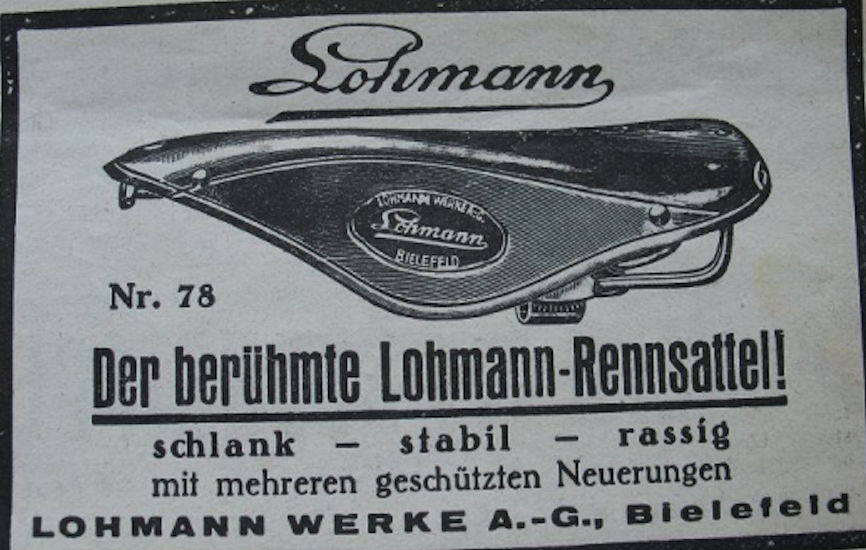 Lohmann
LOHMANN WERKE A.-G.
Lohmann
BIELEFELD
Nr. 78
Der berühmte Lohmann-Rennsattel!
schlank – stabil – rassig
mit mehreren geschützten Neuerungen
LOHMANN WERKE A.-G., Bielefeld